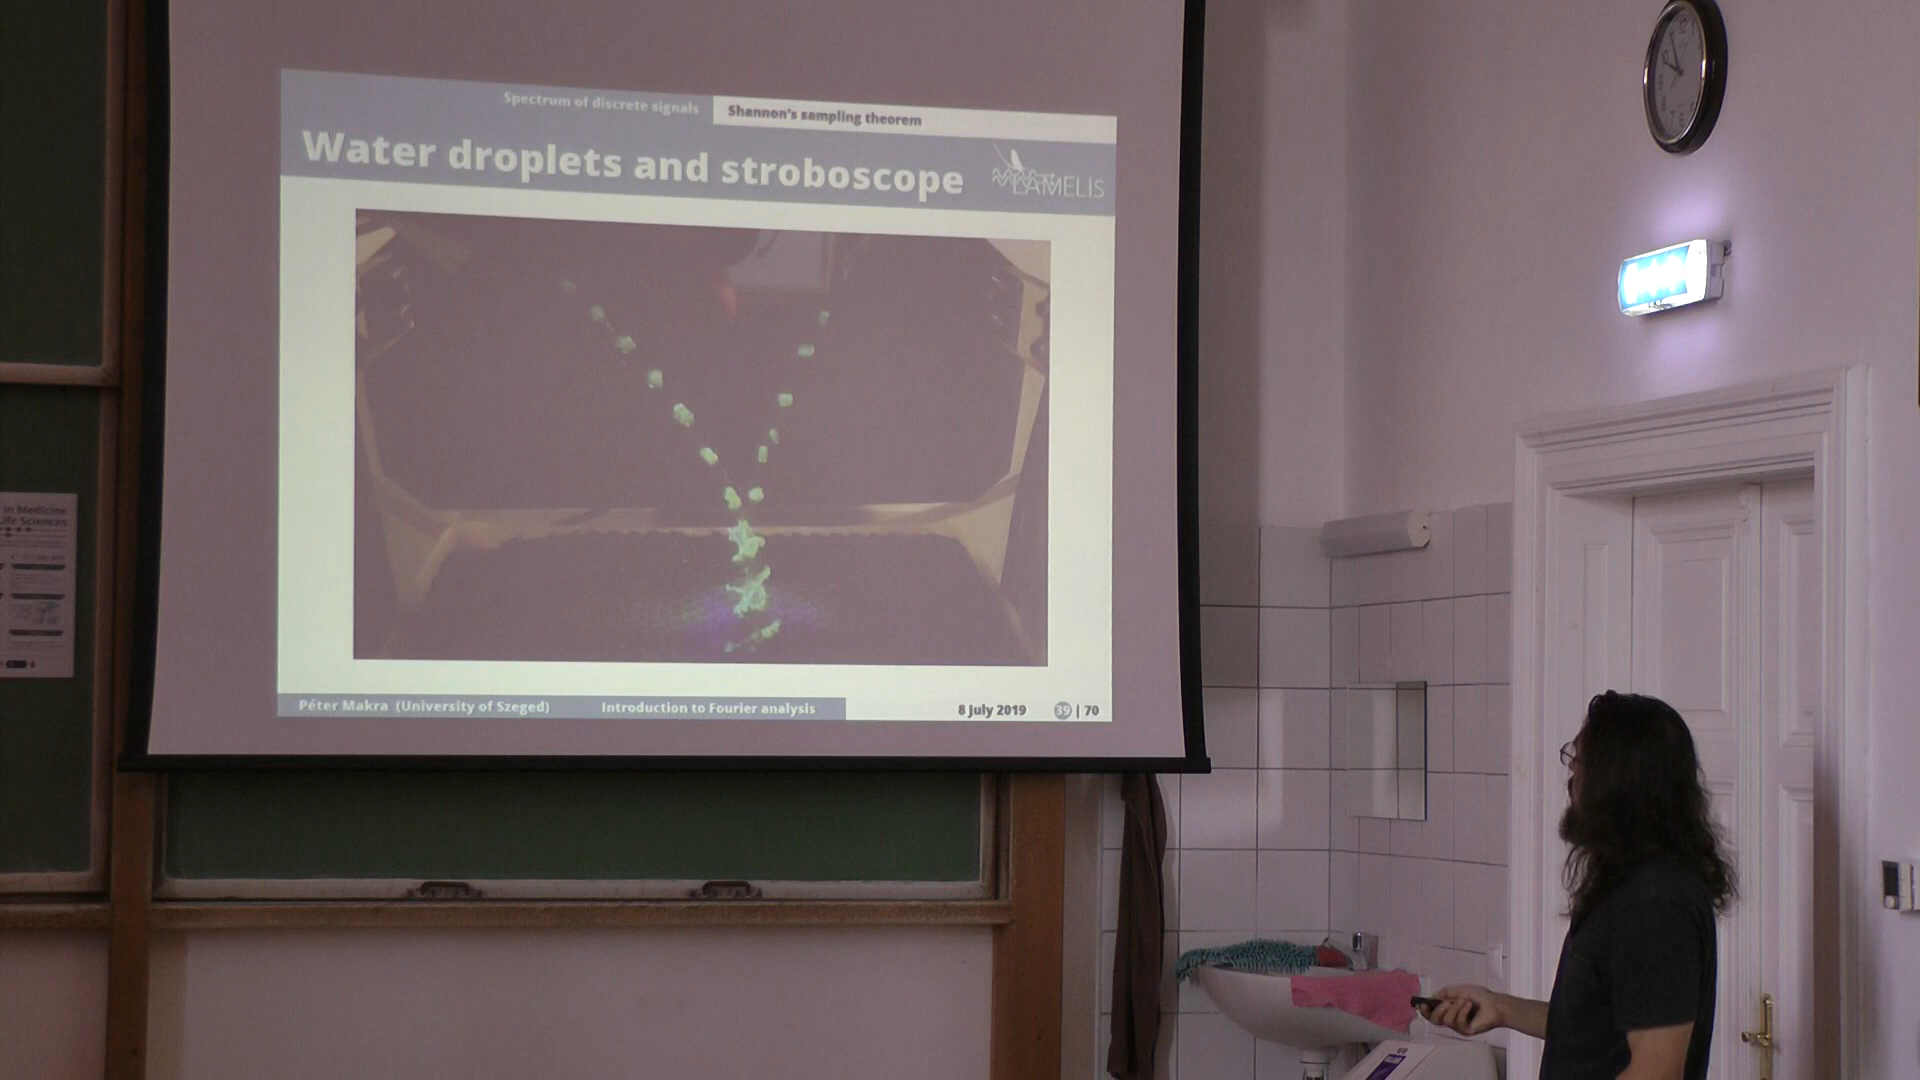 Spectrum of discrete signals
Shannon's sampling theorem
Water droplets and stroboscope
LAMELIS
Péter Makra (University of Szeged)
Introduction to Fourier analysis
8 July 2019
39 | 70
in Medicine
Life Sciences